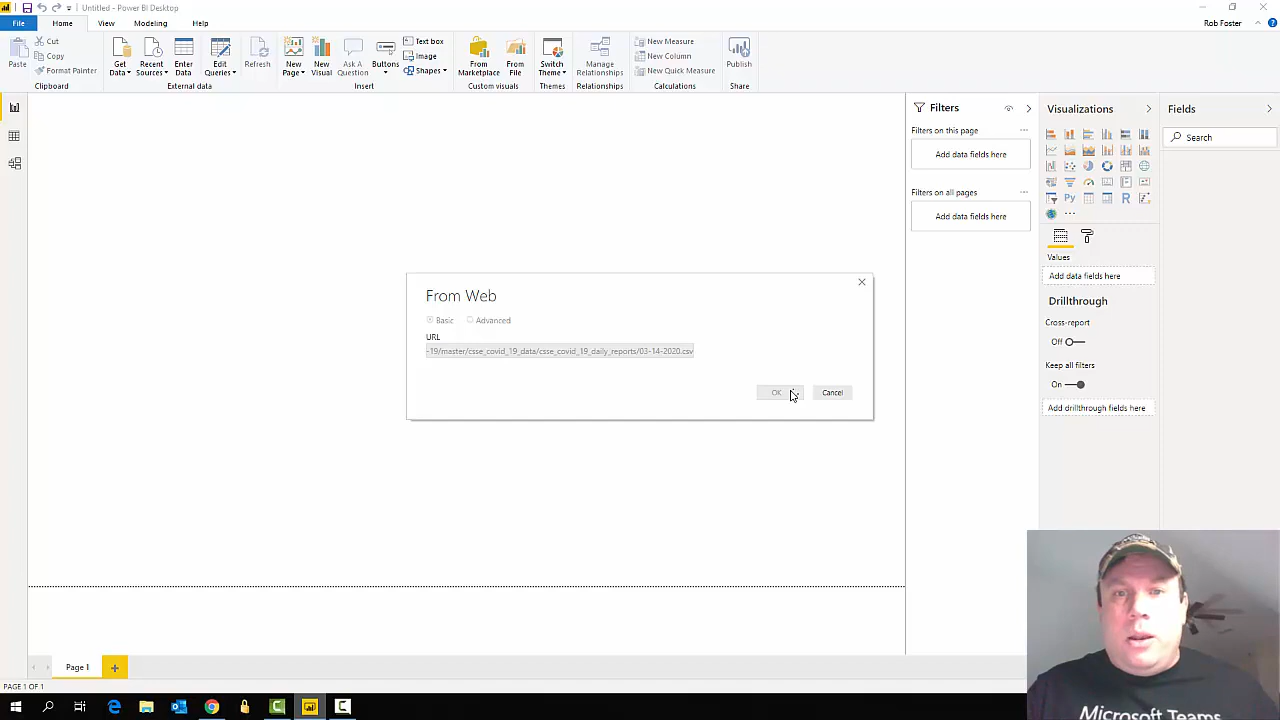 Untitled - Power BI Desktop
File Home View Modeling Help Rob Foster
Paste
Cut
Copy
Format Painter
Clipboard
Get Data
Recent Sources
Enter Data
Edit Queries
Refresh
External data
New Page
New Visual
Ask A Question
Buttons
Text box
Image
Shapes
Insert
From Marketplace
From File
Custom visuals
Switch Theme
Themes
Manage Relationships
Relationships
New Measure
New Column
New Quick Measure
Calculations
Publish
Share
Filters
Filters on this page
Add data fields here
Filters on all pages
Add data fields here
Visualizations
Py
R
Values
Add data fields here
Drillthrough
Cross-report
Off
Keep all filters
On
Add drillthrough fields here
Fields
Search
From Web
Basic Advanced
URL
-19/master/csse_covid_19_data/csse_covid_19_daily_reports/03-14-2020.csv
OK Cancel
Page 1
PAGE 1 OF 1
Microsoft Teams